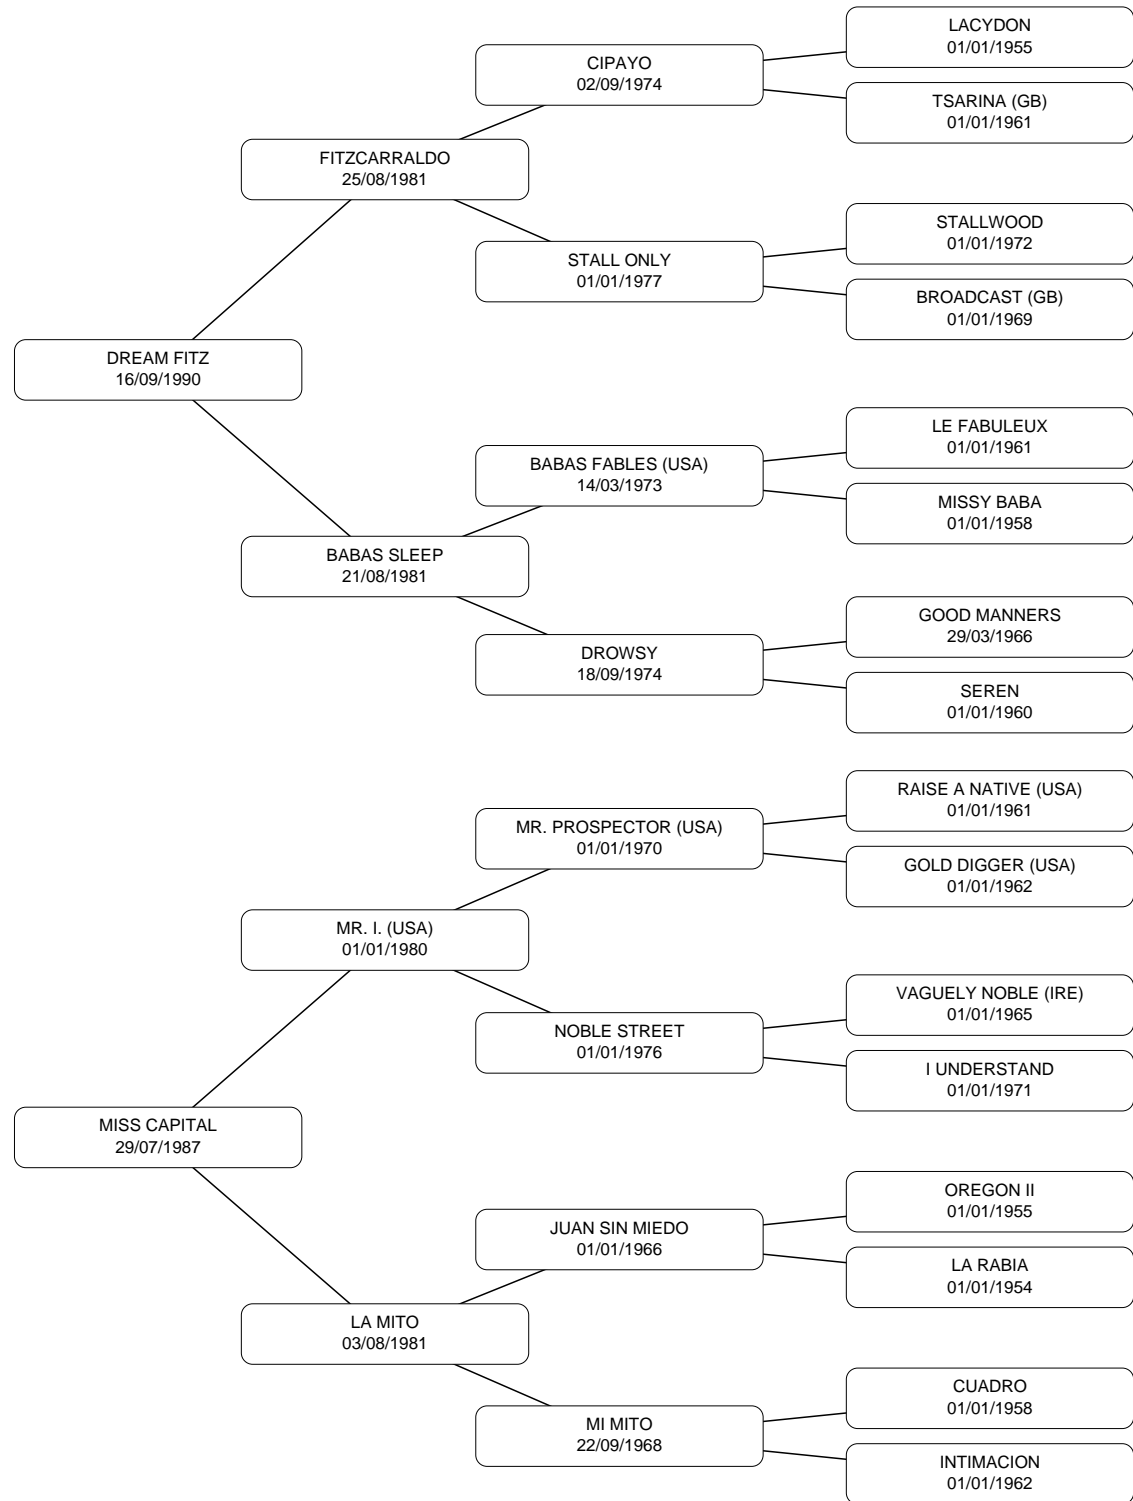 LACYDON
01/01/1955
CIPAYO
02/09/1974
TSARINA (GB)
01/01/1961
FITZCARRALDO
25/08/1981
STALLWOOD
01/01/1972
STALL ONLY
01/01/1977
BROADCAST (GB)
01/01/1969
DREAM FITZ
16/09/1990
LE FABULEUX
01/01/1961
BABAS FABLES (USA)
14/03/1973
MISSY BABA
01/01/1958
BABAS SLEEP
21/08/1981
GOOD MANNERS
29/03/1966
DROWSY
18/09/1974
SEREN
01/01/1960
RAISE A NATIVE (USA)
01/01/1961
MR. PROSPECTOR (USA)
01/01/1970
GOLD DIGGER (USA)
01/01/1962
MR. I. (USA)
01/01/1980
VAGUELY NOBLE (IRE)
01/01/1965
NOBLE STREET
01/01/1976
I UNDERSTAND
01/01/1971
MISS CAPITAL
29/07/1987
OREGON II
01/01/1955
JUAN SIN MIEDO
01/01/1966
LA RABIA
01/01/1954
LA MITO
03/08/1981
CUADRO
01/01/1958
MI MITO
22/09/1968
INTIMACION
01/01/1962